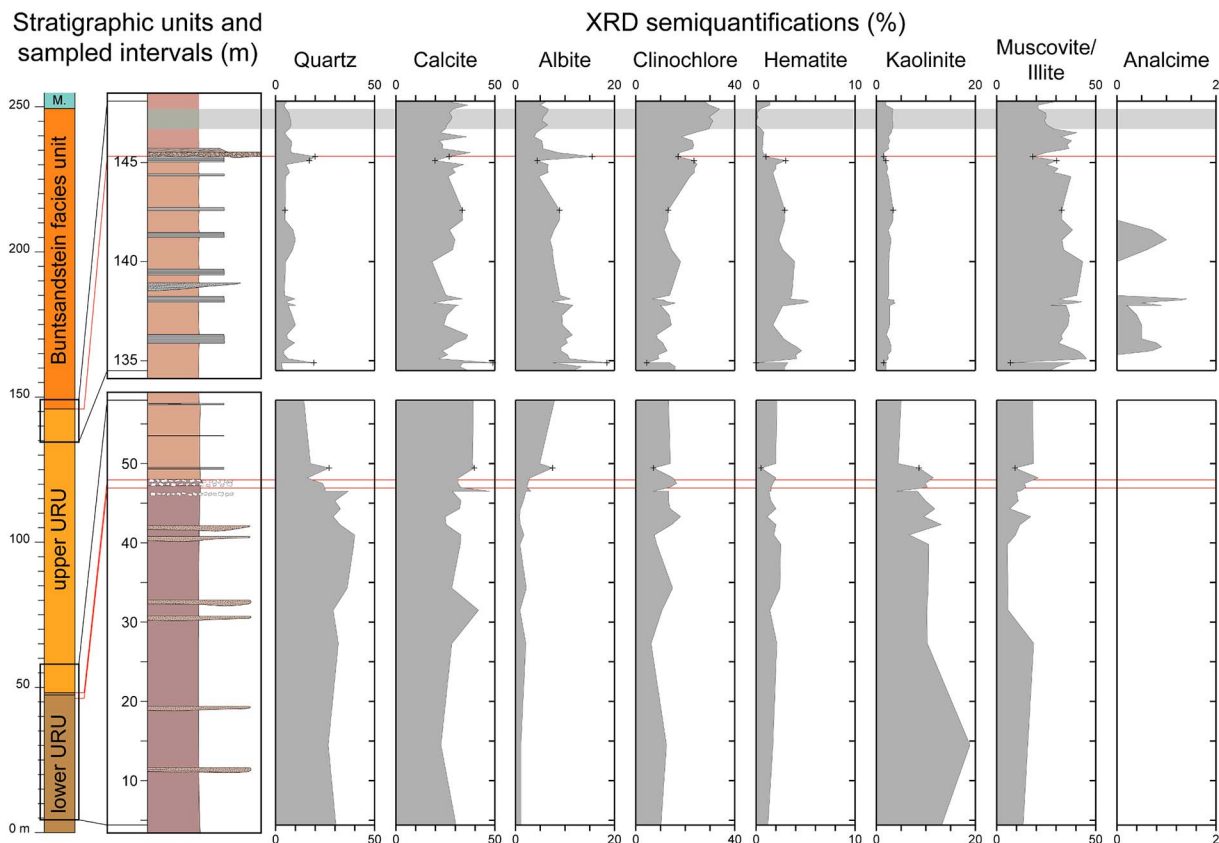 Stratigraphic units and
sampled intervals (m)
XRD semiquantifications (%)
Quartz
Calcite
Albite
Clinochlore
Hematite
Kaolinite
Muscovite/
Illite
Analcime
0 50
0 50
0 20
0 40
0 10
0 20
0 50
0 2
M.
250
200
150
100
50
0 m
Buntsandstein facies unit
upper URU
lower URU
145
140
135
50
40
30
20
10
0 50
0 50
0 20
0 40
0 10
0 20
0 50
0 2